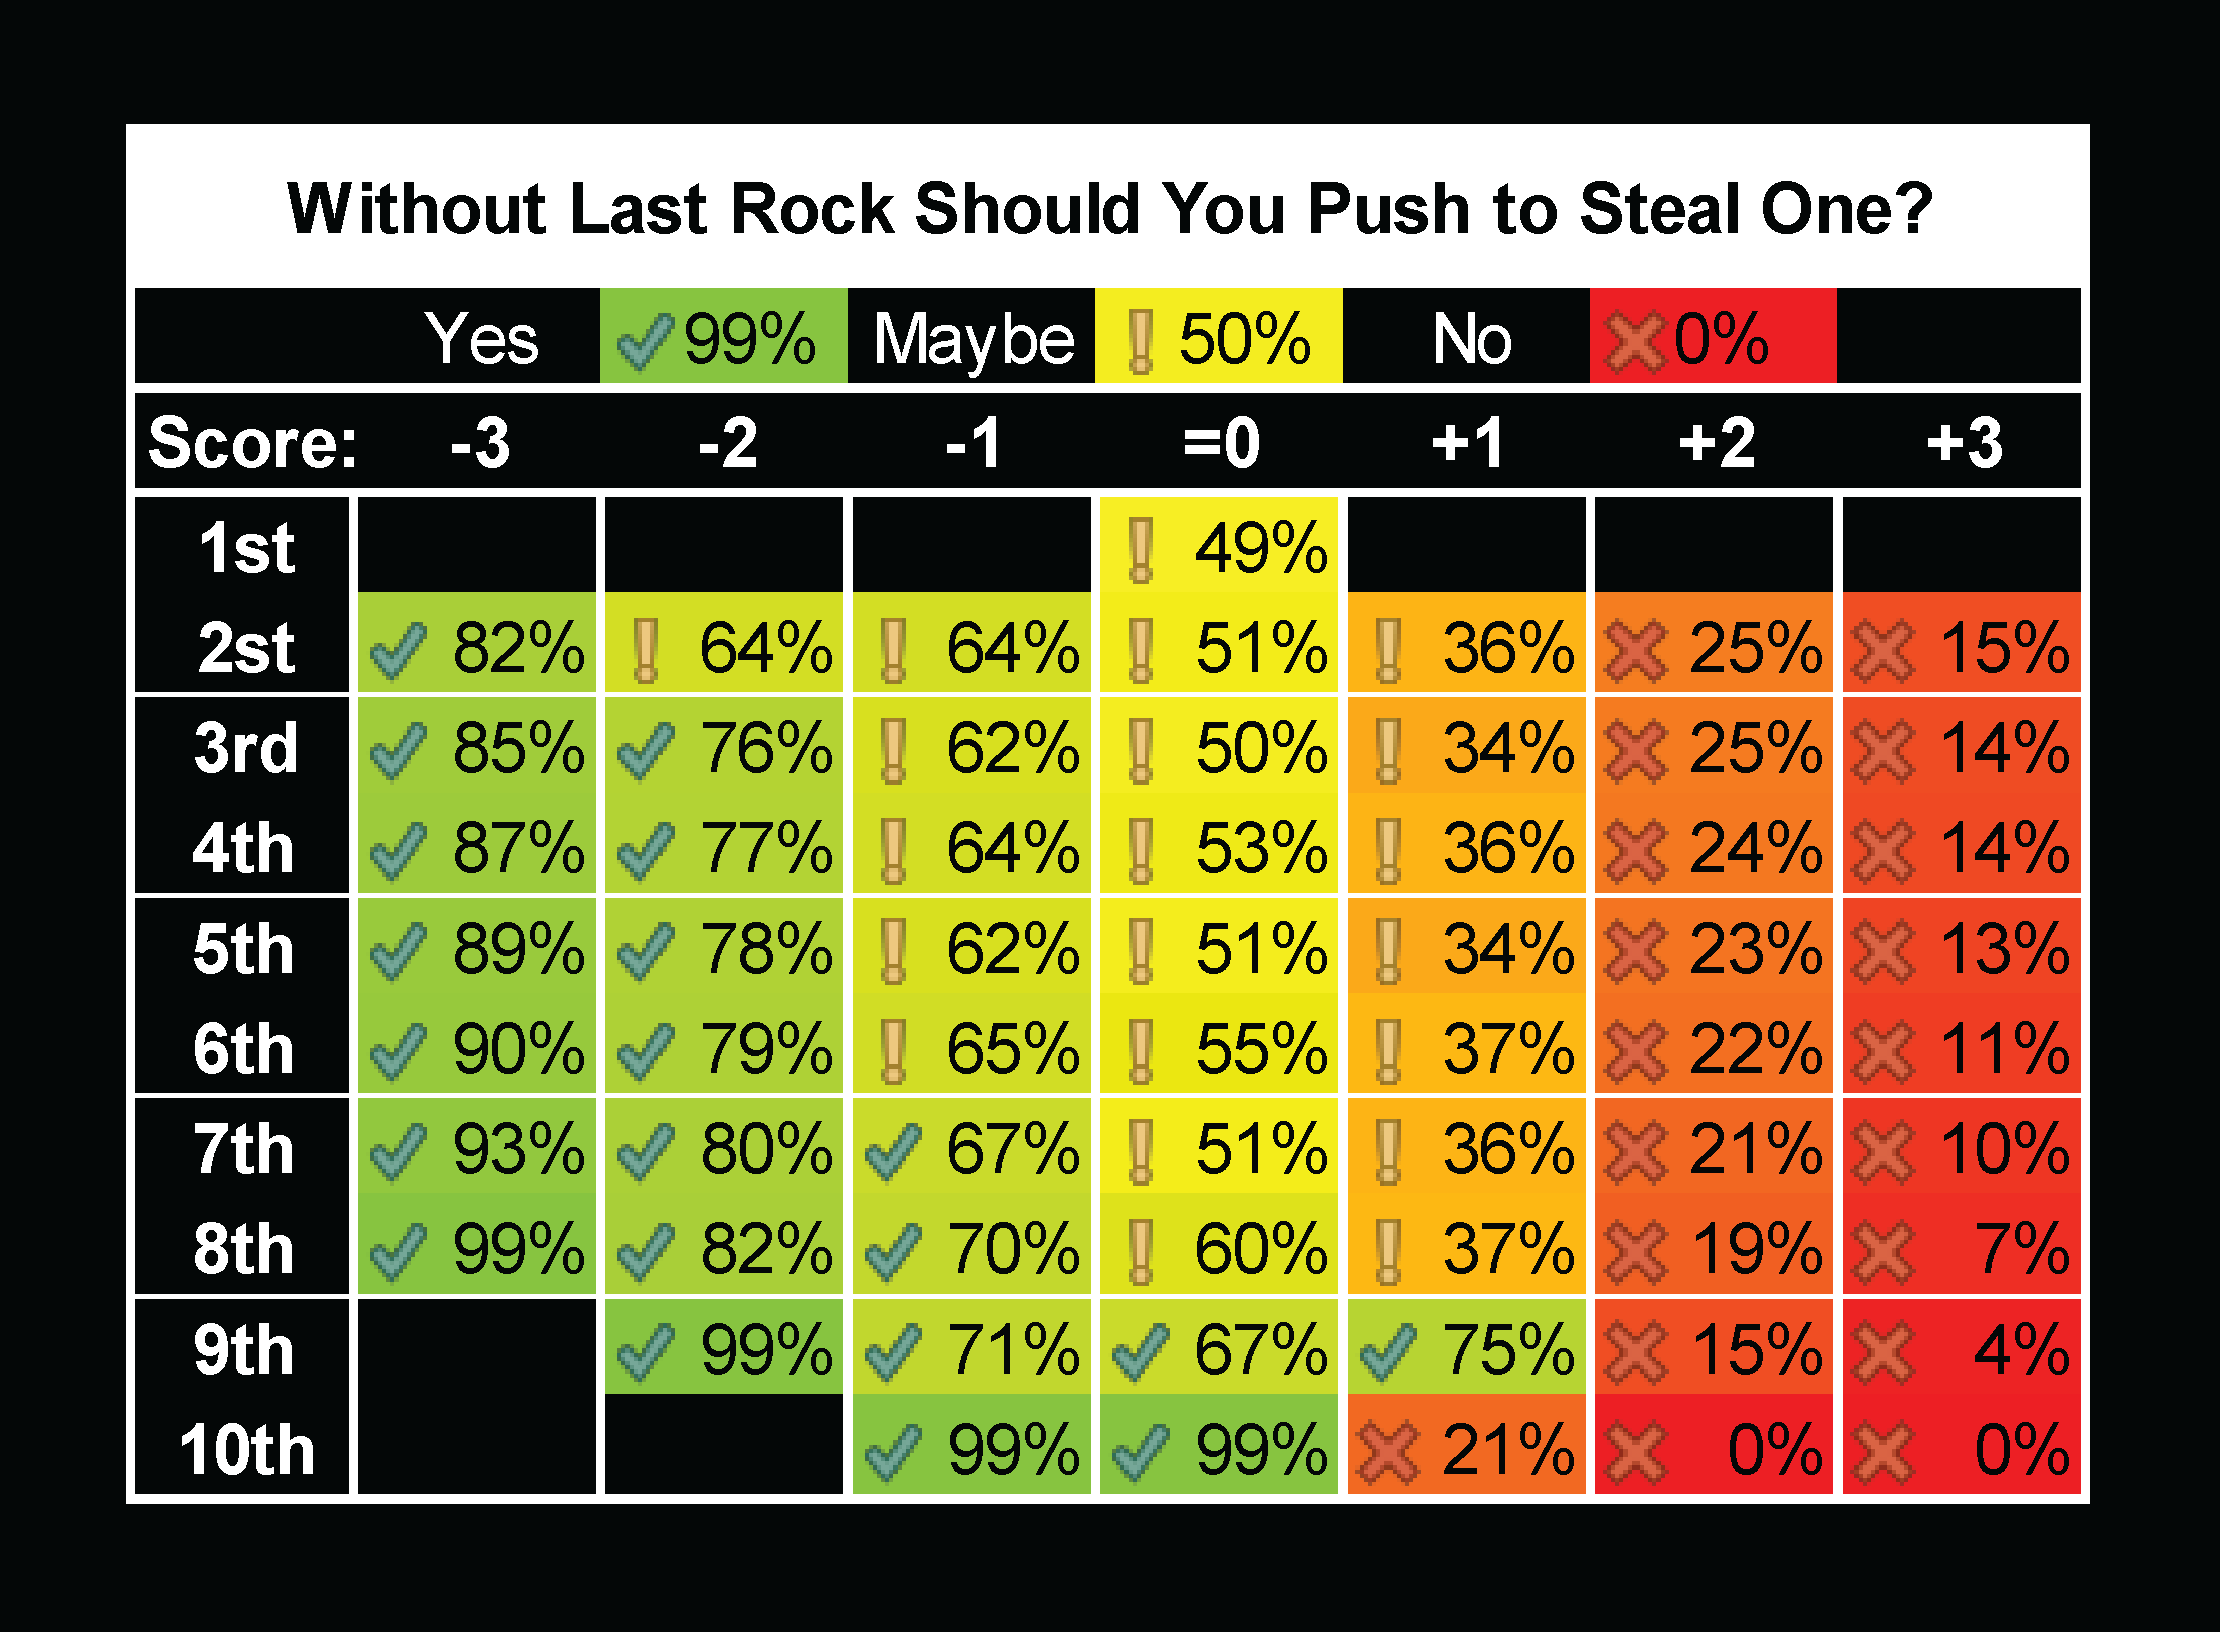 Without Last Rock Should You Push to Steal One?
Yes 99% Maybe 50% No 0%
Score: -3 -2 -1 =0 +1 +2 +3
1st 49%
2st 82% 64% 64% 51% 36% 25% 15%
3rd 85% 76% 62% 50% 34% 25% 14%
4th 87% 77% 64% 53% 36% 24% 14%
5th 89% 78% 62% 51% 34% 23% 13%
6th 90% 79% 65% 55% 37% 22% 11%
7th 93% 80% 67% 51% 36% 21% 10%
8th 99% 82% 70% 60% 37% 19% 7%
9th 99% 71% 67% 75% 15% 4%
10th 99% 99% 21% 0% 0%